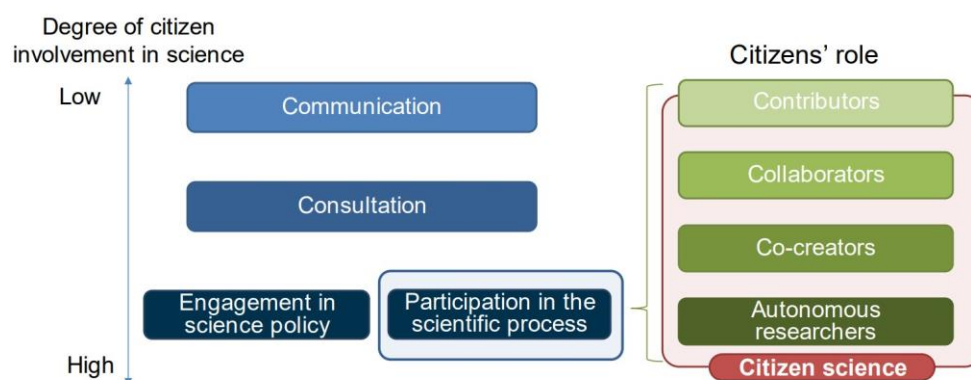 Degree of citizen
involvement in science
Low
High
Communication
Consultation
Engagement in
science policy
Participation in the
scientific process
Citizens’ role
Contributors
Collaborators
Co-creators
Autonomous
researchers
Citizen science